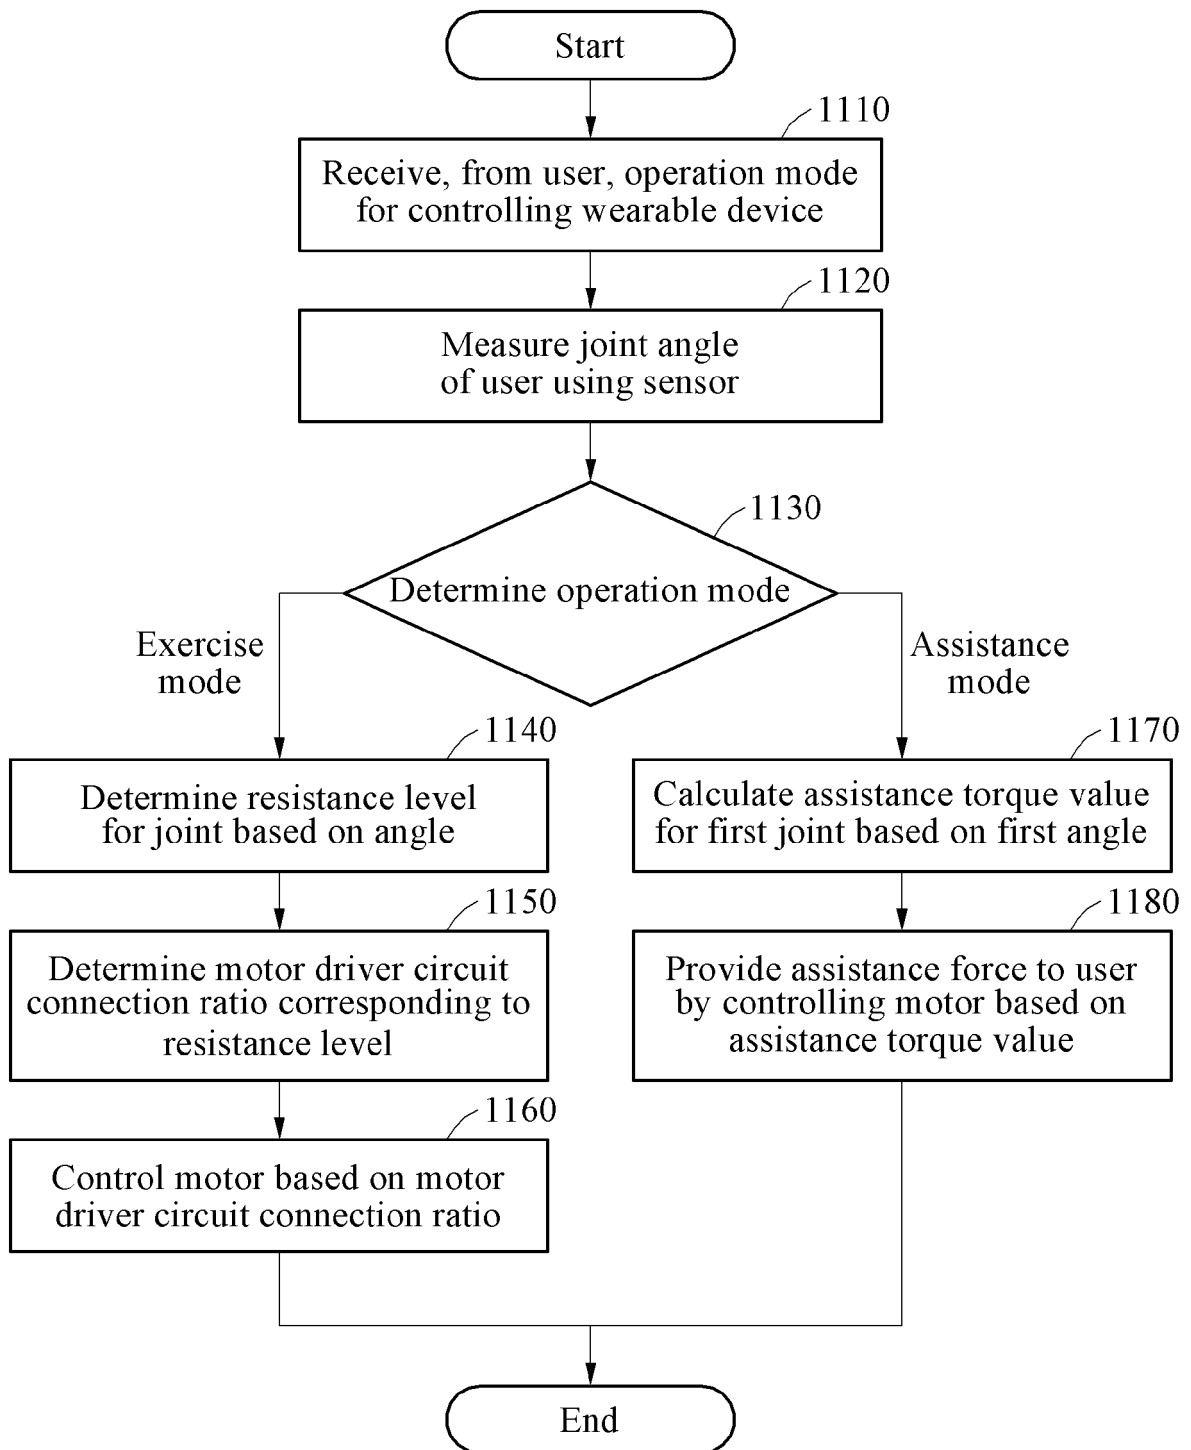 Start
1110
Receive, from user, operation mode
for controlling wearable device
1120
Measure joint angle
of user using sensor
1130
Determine operation mode
Exercise
mode
Assistance
mode
1140
Determine resistance level
for joint based on angle
1170
Calculate assistance torque value
for first joint based on first angle
1150
Determine motor driver circuit
connection ratio corresponding to
resistance level
1180
Provide assistance force to user
by controlling motor based on
assistance torque value
1160
Control motor based on motor
driver circuit connection ratio
End